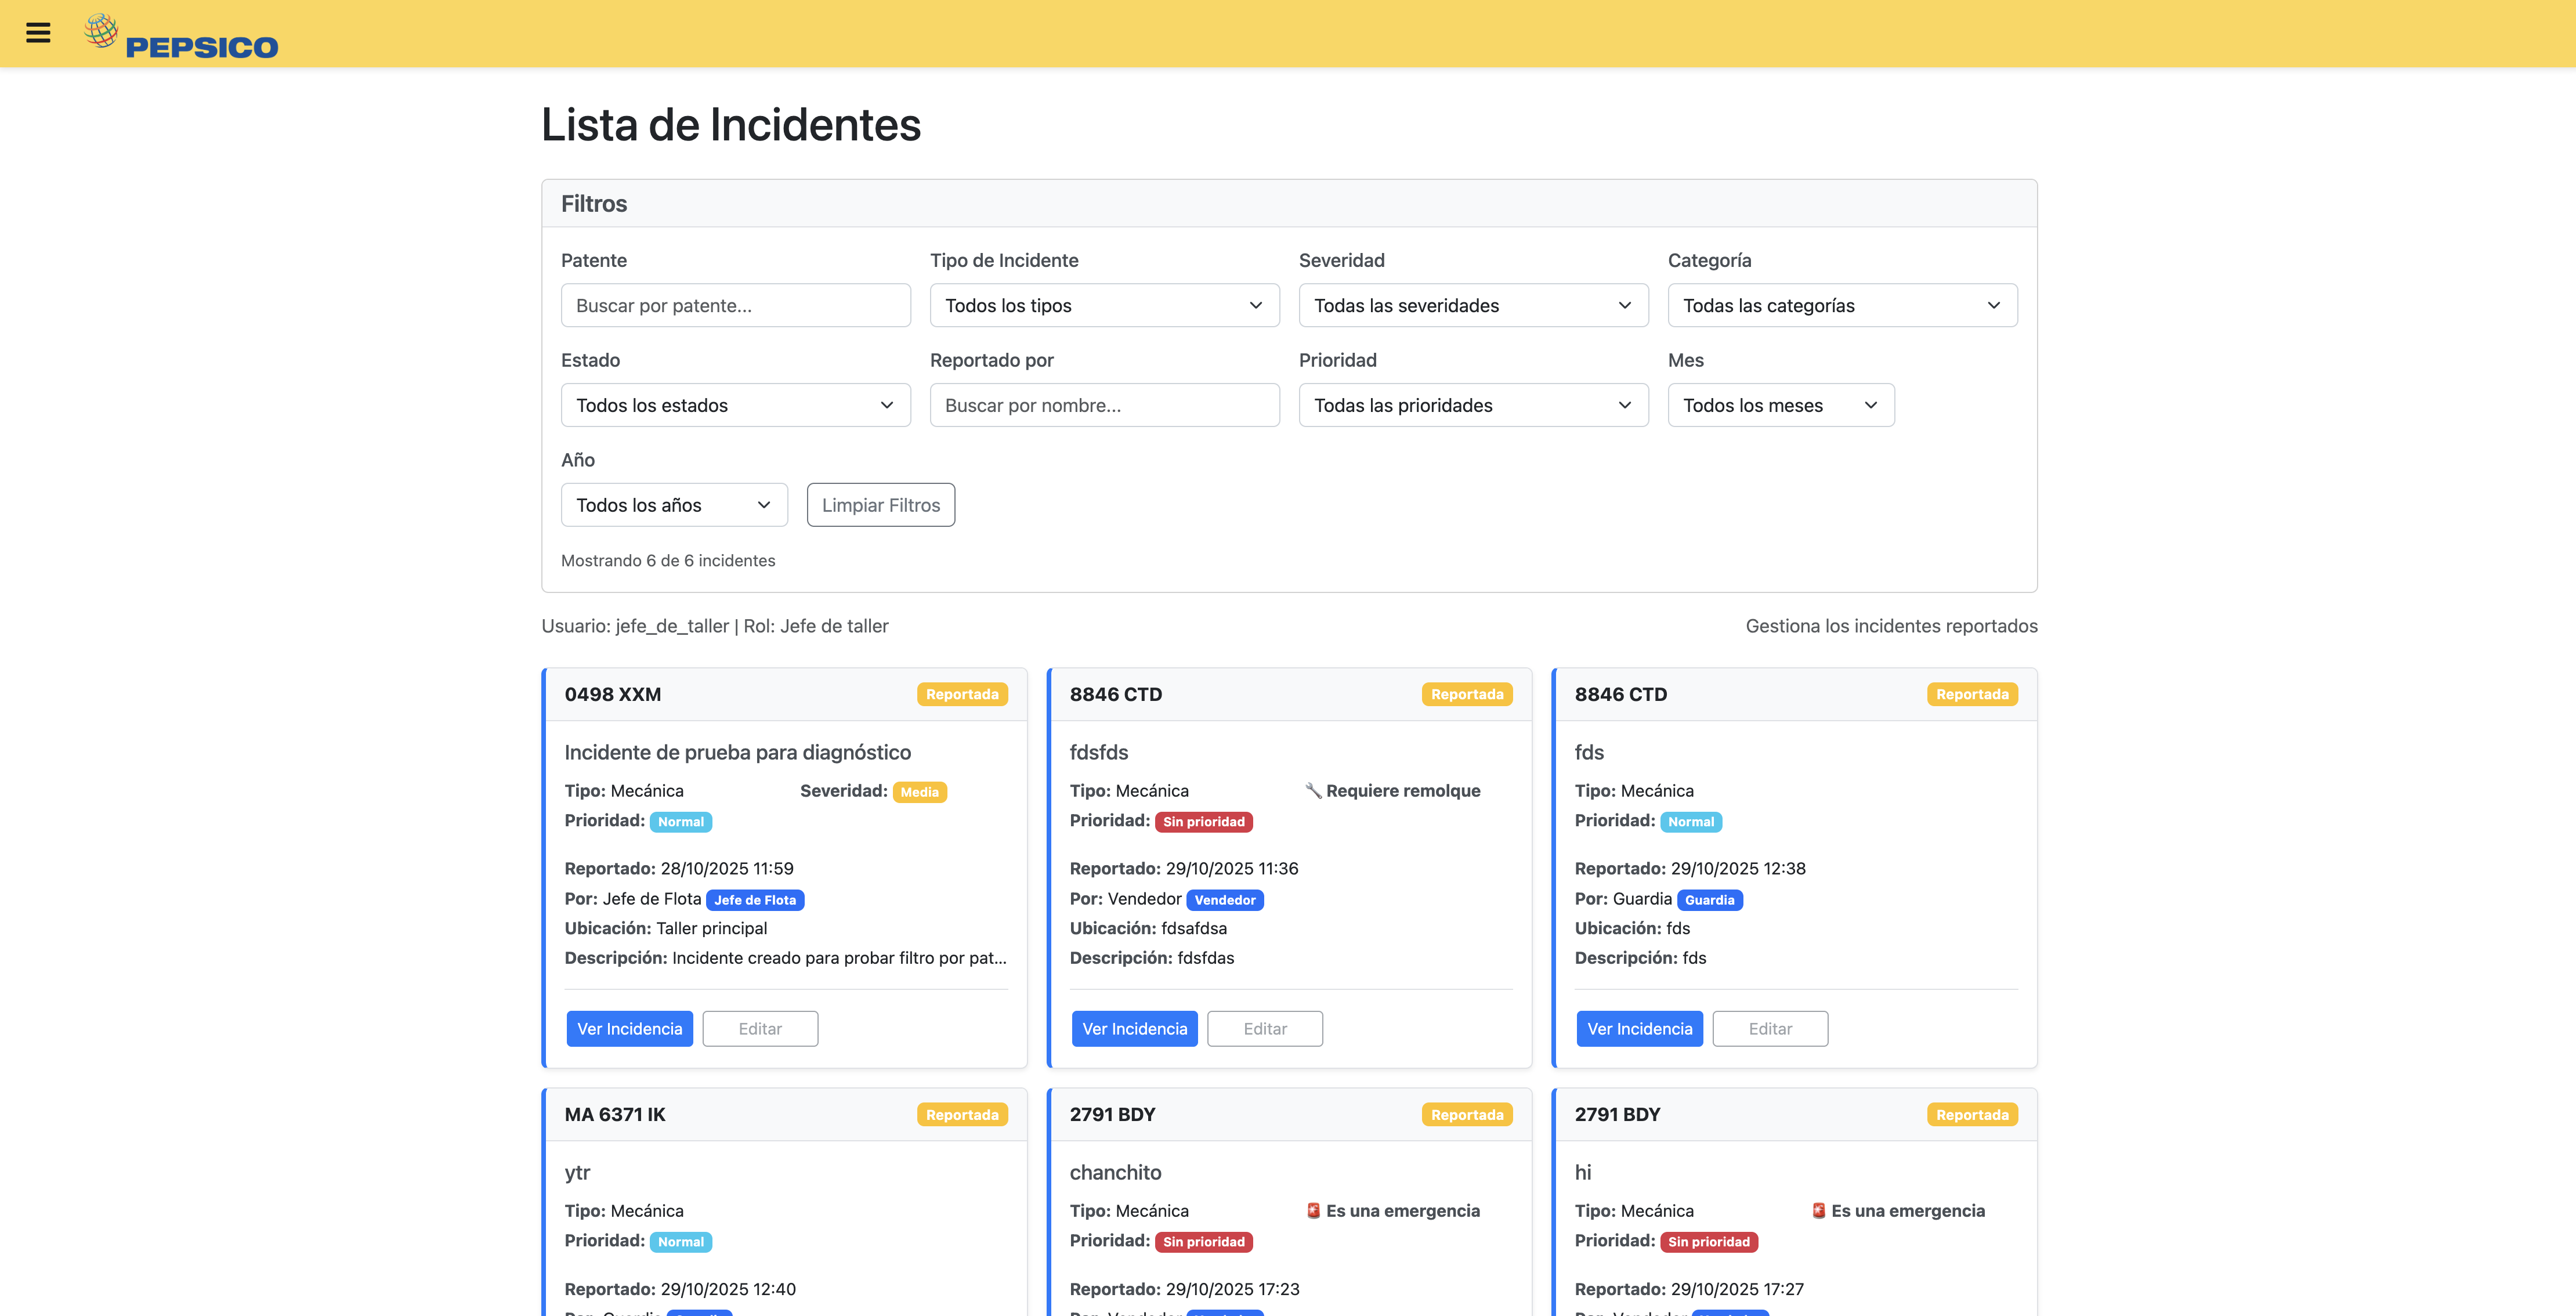 PEPSICO
Lista de Incidentes
Filtros
Patente
Tipo de Incidente
Severidad
Categoría
Buscar por patente...
Todos los tipos
Todas las severidades
Todas las categorías
Estado
Reportado por
Prioridad
Mes
Todos los estados
Buscar por nombre...
Todas las prioridades
Todos los meses
Año
Todos los años
Limpiar Filtros
Mostrando 6 de 6 incidentes
Usuario: jefe_de_taller | Rol: Jefe de taller
Gestiona los incidentes reportados
0498 XXM
Reportada
Incidente de prueba para diagnóstico
Tipo: Mecánica
Severidad: Media
Prioridad: Normal
Reportado: 28/10/2025 11:59
Por: Jefe de Flota Jefe de Flota
Ubicación: Taller principal
Descripción: Incidente creado para probar filtro por pat...
Ver Incidencia
Editar
8846 CTD
Reportada
fdsfds
Tipo: Mecánica
Requiere remolque
Prioridad: Sin prioridad
Reportado: 29/10/2025 11:36
Por: Vendedor Vendedor
Ubicación: fdsafdsa
Descripción: fdsfdas
Ver Incidencia
Editar
8846 CTD
Reportada
fds
Tipo: Mecánica
Prioridad: Normal
Reportado: 29/10/2025 12:38
Por: Guardia Guardia
Ubicación: fds
Descripción: fds
Ver Incidencia
Editar
MA 6371 IK
Reportada
ytr
Tipo: Mecánica
Prioridad: Normal
Reportado: 29/10/2025 12:40
2791 BDY
Reportada
chanchito
Tipo: Mecánica
Es una emergencia
Prioridad: Sin prioridad
Reportado: 29/10/2025 17:23
2791 BDY
Reportada
hi
Tipo: Mecánica
Es una emergencia
Prioridad: Sin prioridad
Reportado: 29/10/2025 17:27